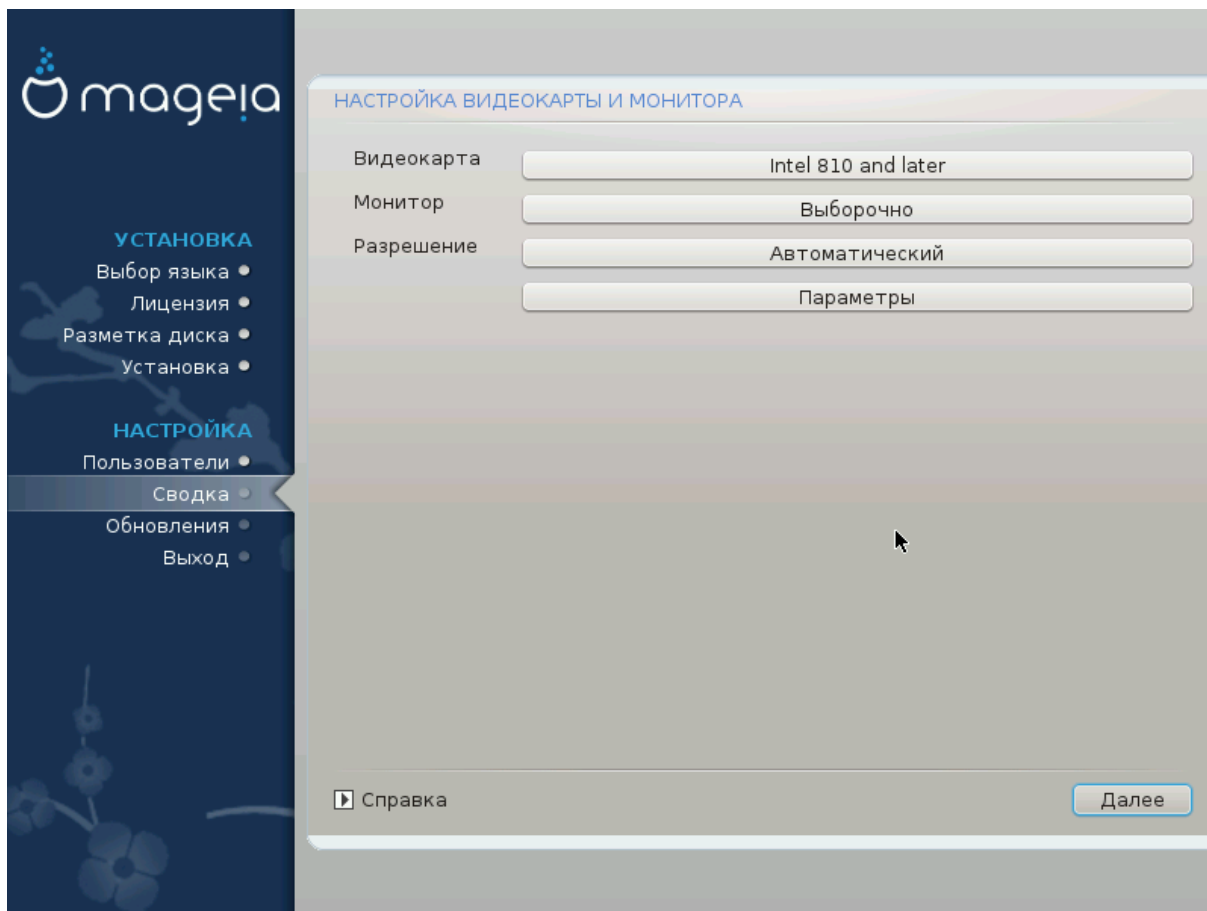 mageia
УСТАНОВКА
Выбор языка
Лицензия
Разметка диска
Установка
НАСТРОЙКА
Пользователи
Сводка
Обновления
Выход
НАСТРОЙКА ВИДЕОКАРТЫ И МОНИТОРА
Видеокарта Intel 810 and later
Монитор Выборочно
Разрешение Автоматический
Параметры
Справка Далее